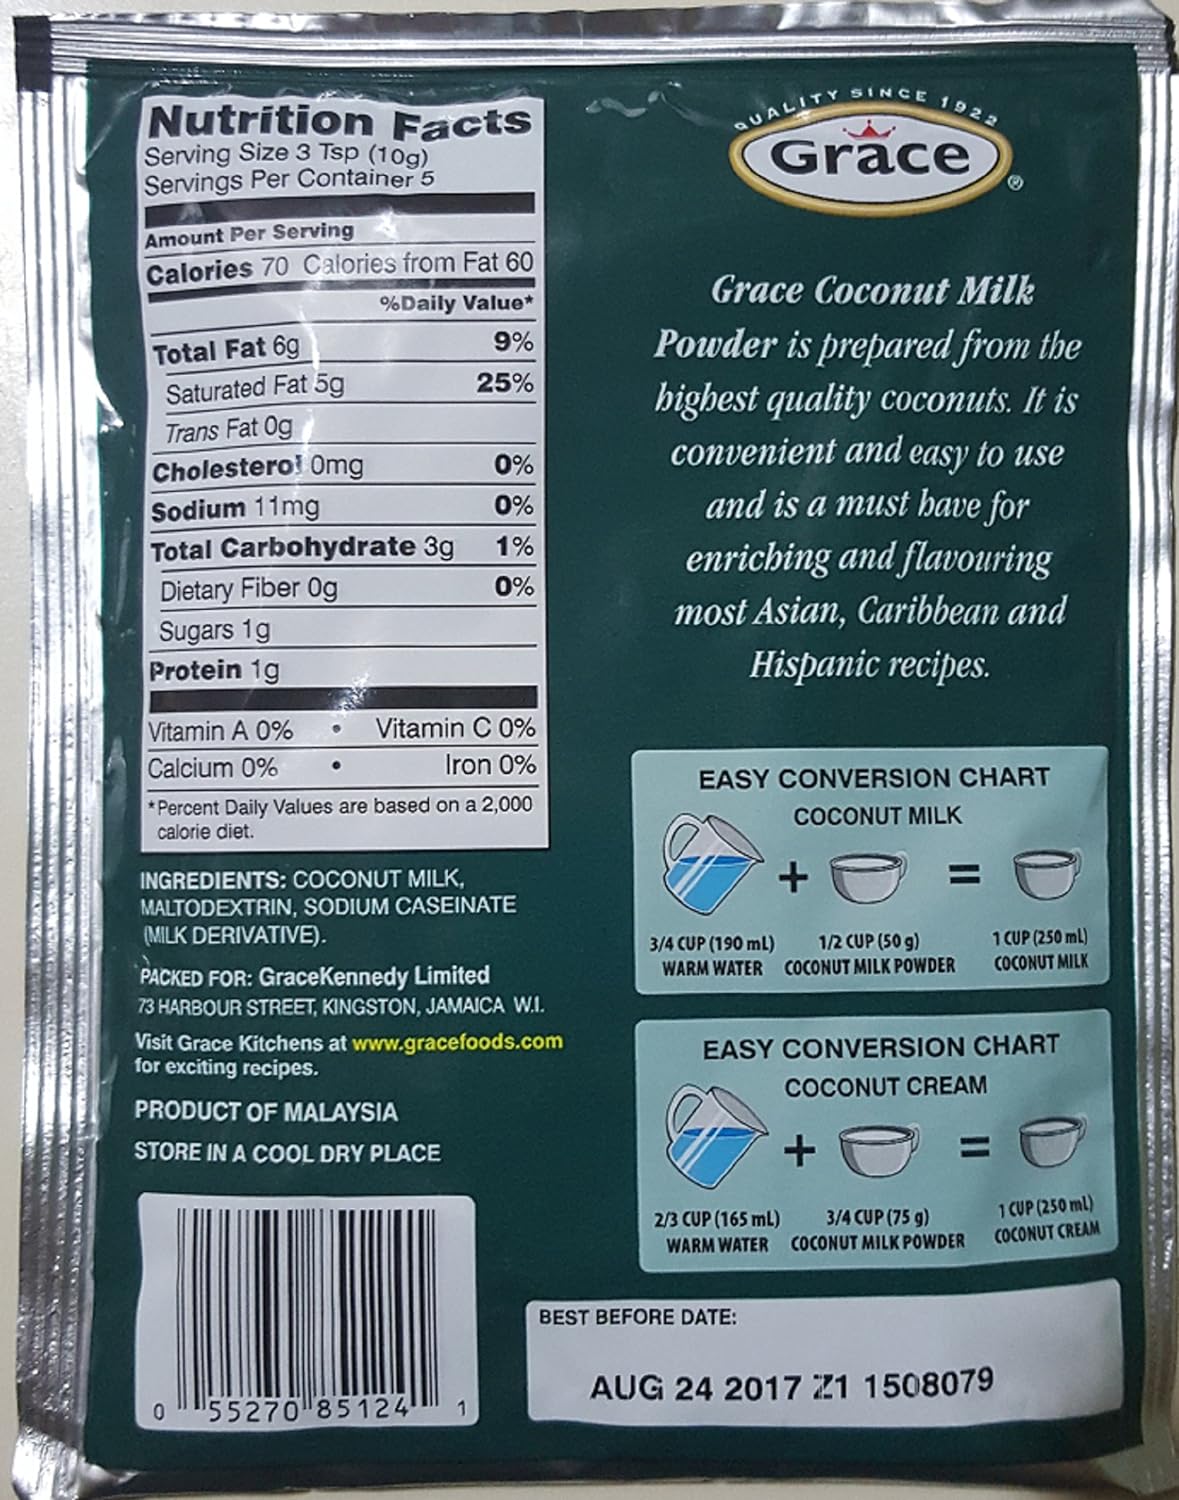 Nutrition Facts
Serving Size 3 Tsp (10g)
Servings Per Container 5
Amount Per Serving
Calories 70 Calories from Fat 60
%Daily Value*
Total Fat 6g 9%
Saturated Fat 5g 25%
Trans Fat 0g
Cholesterol 0mg 0%
Sodium 11mg 0%
Total Carbohydrate 3g 1%
Dietary Fiber 0g 0%
Sugars 1g
Protein 1g
Vitamin A 0% • Vitamin C 0%
Calcium 0% • Iron 0%
*Percent Daily Values are based on a 2,000
calorie diet.
INGREDIENTS: COCONUT MILK,
MALTODEXTRIN, SODIUM CASEINATE
(MILK DERIVATIVE).
PACKED FOR: GraceKennedy Limited
73 HARBOUR STREET, KINGSTON, JAMAICA W.I.
Visit Grace Kitchens at www.gracefoods.com
for exciting recipes.
PRODUCT OF MALAYSIA
STORE IN A COOL DRY PLACE
0 55270 85124 1
QUALITY SINCE 1922
Grace
®
Grace Coconut Milk
Powder is prepared from the
highest quality coconuts. It is
convenient and easy to use
and is a must have for
enriching and flavouring
most Asian, Caribbean and
Hispanic recipes.
EASY CONVERSION CHART
COCONUT MILK
+ =
3/4 CUP (190 mL) 1/2 CUP (50 g) 1 CUP (250 mL)
WARM WATER COCONUT MILK POWDER COCONUT MILK
EASY CONVERSION CHART
COCONUT CREAM
+ =
2/3 CUP (165 mL) 3/4 CUP (75 g) 1 CUP (250 mL)
WARM WATER COCONUT MILK POWDER COCONUT CREAM
BEST BEFORE DATE:
AUG 24 2017 Z1 1508079